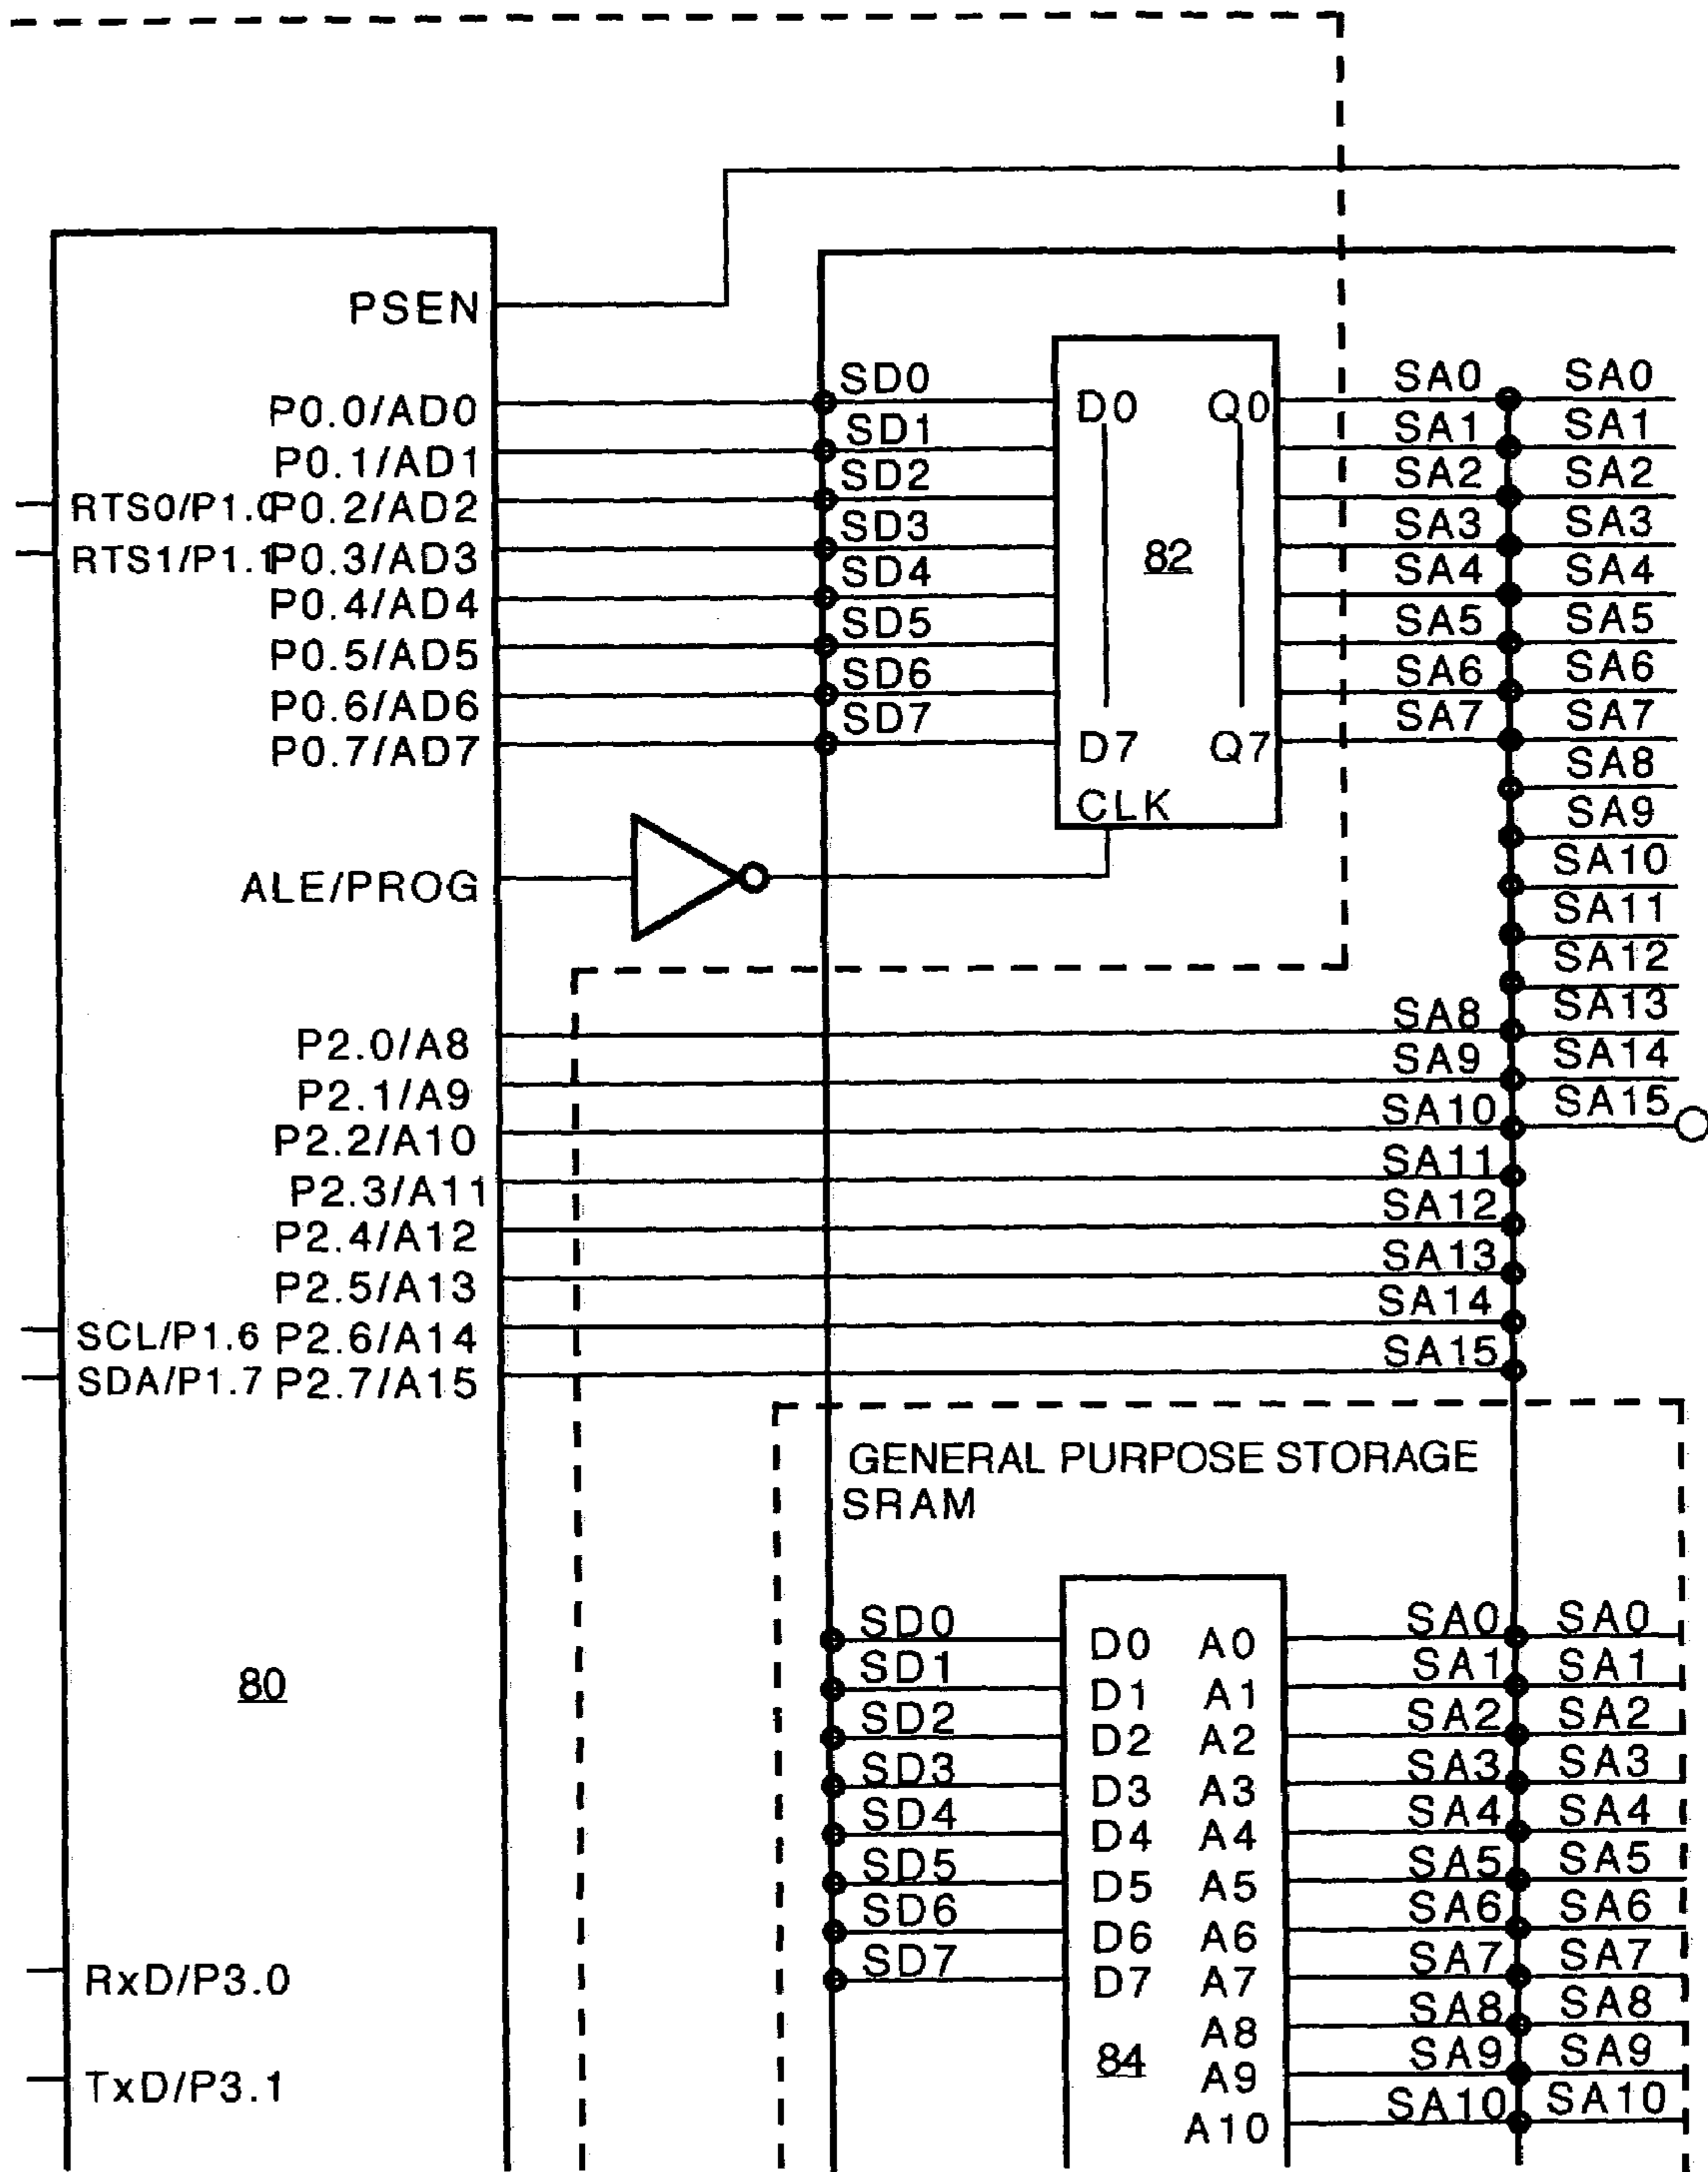 PSEN
P0.0/AD0 SD0 D0 Q0 SA0 SA0
P0.1/AD1 SD1 SA1 SA1
RTS0/P1.0 P0.2/AD2 SD2 SA2 SA2
RTS1/P1.1 P0.3/AD3 SD3 82 SA3 SA3
P0.4/AD4 SD4 SA4 SA4
P0.5/AD5 SD5 SA5 SA5
P0.6/AD6 SD6 SA6 SA6
P0.7/AD7 SD7 D7 Q7 SA7 SA7
SA8
CLK SA9
ALE/PROG SA10
SA11
SA12
P2.0/A8 SA8 SA13
P2.1/A9 SA9 SA14
P2.2/A10 SA10 SA15
P2.3/A11 SA11
P2.4/A12 SA12
P2.5/A13 SA13
SCL/P1.6 P2.6/A14 SA14
SDA/P1.7 P2.7/A15 SA15
GENERAL PURPOSE STORAGE
SRAM
SD0 D0 A0 SA0 SA0
80 SD1 D1 A1 SA1 SA1
SD2 D2 A2 SA2 SA2
SD3 D3 A3 SA3 SA3
SD4 D4 A4 SA4 SA4
SD5 D5 A5 SA5 SA5
SD6 D6 A6 SA6 SA6
RxD/P3.0 SD7 D7 A7 SA7 SA7
A8 SA8 SA8
84 A9 SA9 SA9
TxD/P3.1 A10 SA10 SA10